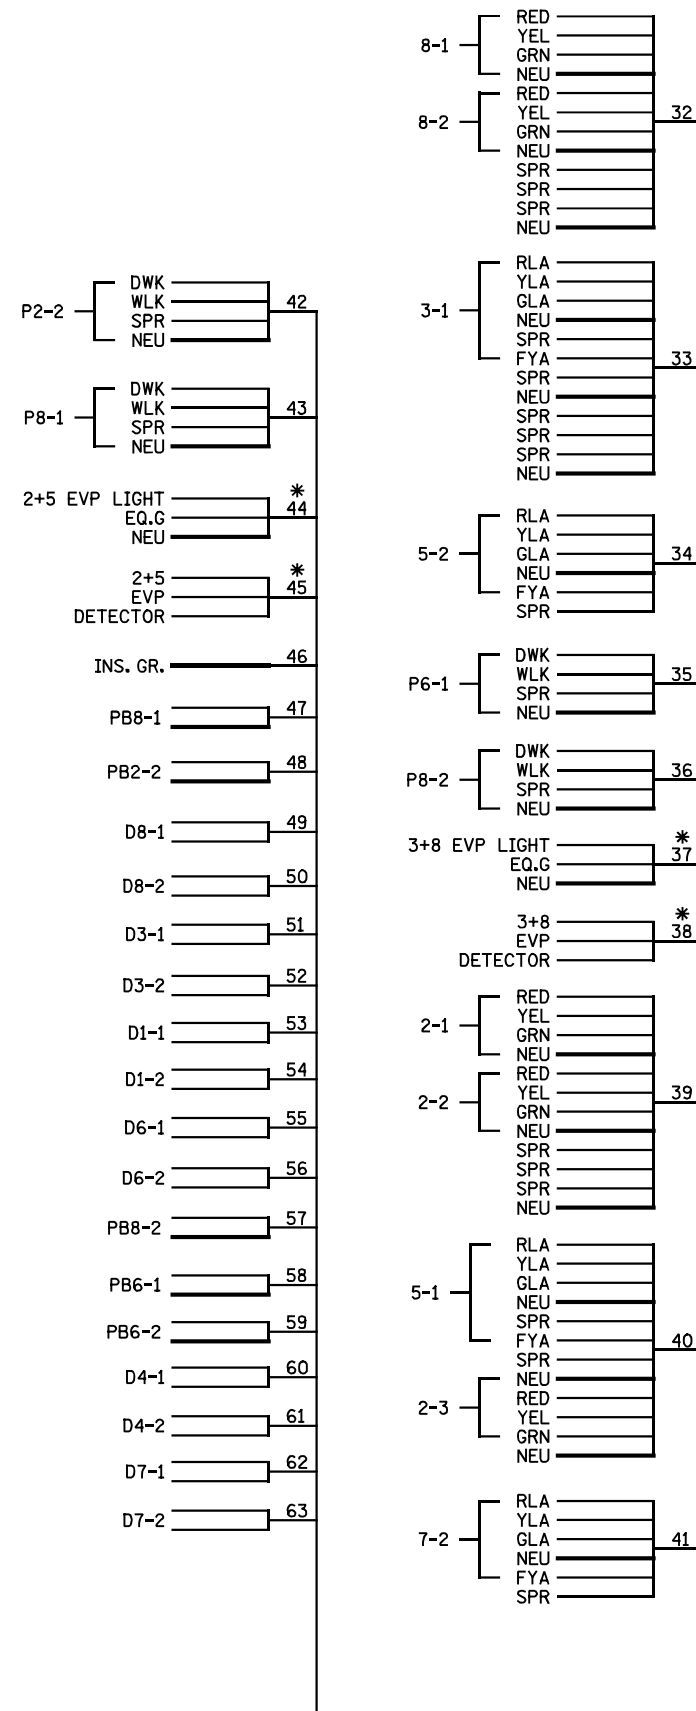 8-1
RED
YEL
GRN
NEU
8-2
RED
YEL
GRN
NEU
SPR
SPR
SPR
NEU
32
3-1
RLA
YLA
GLA
NEU
SPR
FYA
SPR
NEU
SPR
SPR
SPR
NEU
33
5-2
RLA
YLA
GLA
NEU
FYA
SPR
34
P6-1
DWK
WLK
SPR
NEU
35
P8-2
DWK
WLK
SPR
NEU
36
3+8 EVP LIGHT
EQ.G
NEU
*
37
3+8
EVP
DETECTOR
*
38
2-1
RED
YEL
GRN
NEU
2-2
RED
YEL
GRN
NEU
SPR
SPR
SPR
NEU
39
5-1
RLA
YLA
GLA
NEU
SPR
FYA
SPR
NEU
2-3
RED
YEL
GRN
NEU
40
7-2
RLA
YLA
GLA
NEU
FYA
SPR
41
P2-2
DWK
WLK
SPR
NEU
42
P8-1
DWK
WLK
SPR
NEU
43
2+5 EVP LIGHT
EQ.G
NEU
*
44
2+5
EVP
DETECTOR
*
45
INS. GR. 46
PB8-1 47
PB2-2 48
D8-1 49
D8-2 50
D3-1 51
D3-2 52
D1-1 53
D1-2 54
D6-1 55
D6-2 56
PB8-2 57
PB6-1 58
PB6-2 59
D4-1 60
D4-2 61
D7-1 62
D7-2 63